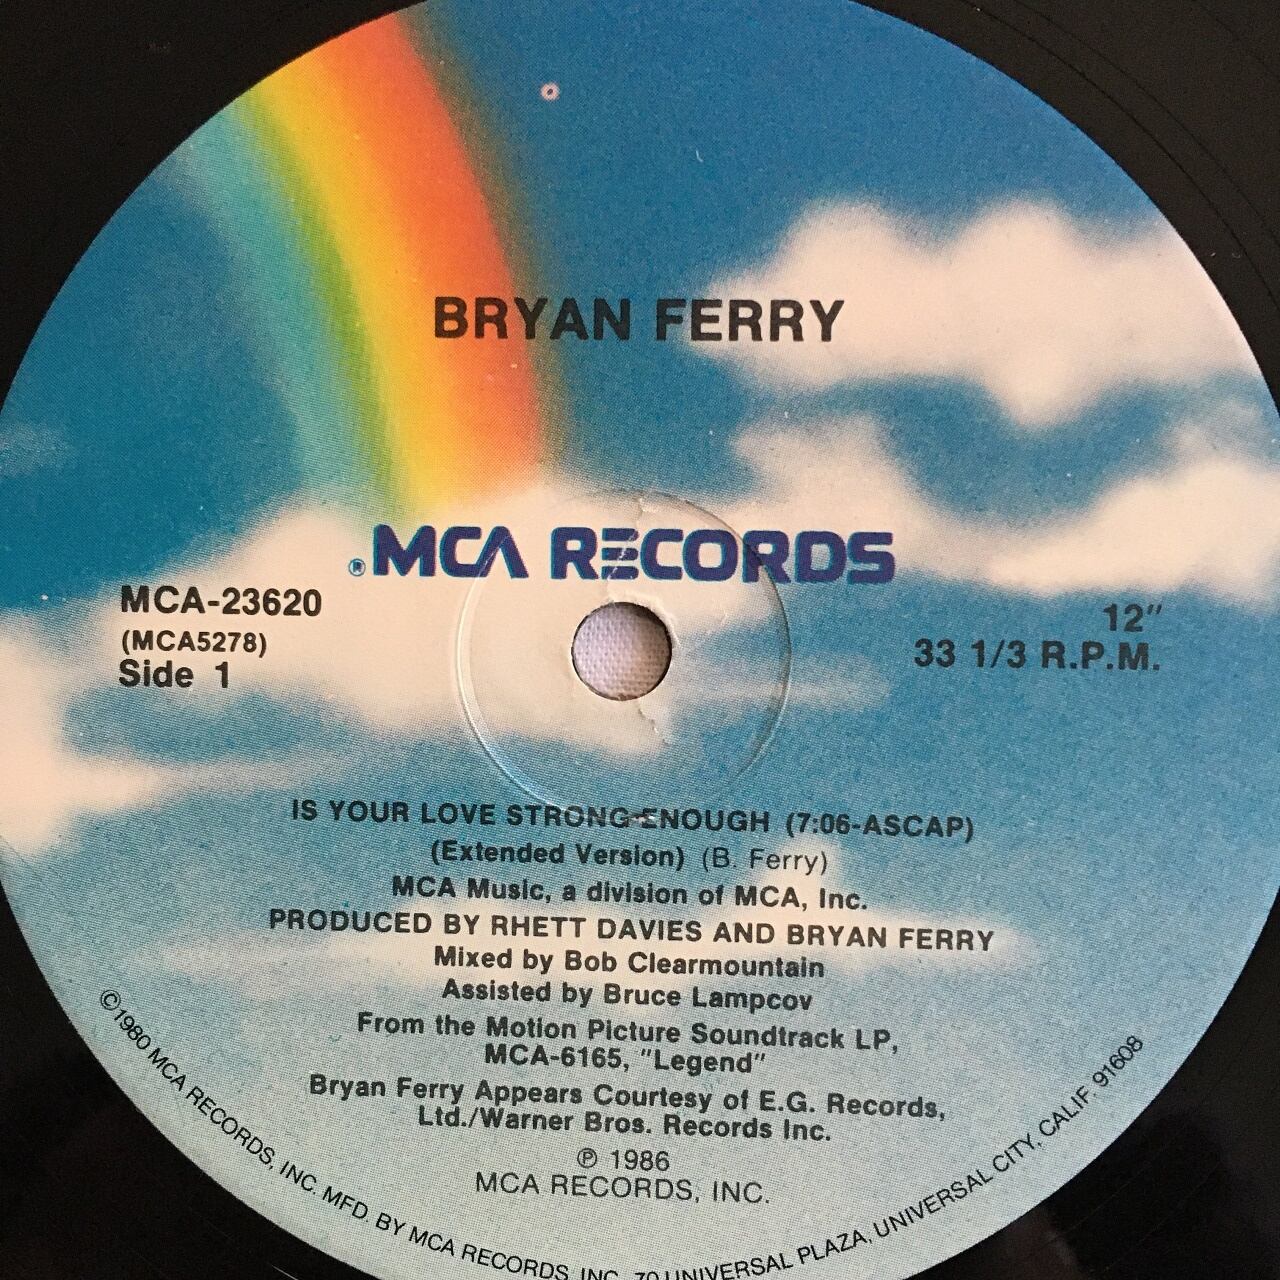 BRYAN FERRY
® MCA RECORDS
MCA-23620
(MCA5278)
Side 1
12"
33 1/3 R.P.M.
IS YOUR LOVE STRONG ENOUGH (7:06-ASCAP)
(Extended Version) (B. Ferry)
MCA Music, a division of MCA, Inc.
PRODUCED BY RHETT DAVIES AND BRYAN FERRY
Mixed by Bob Clearmountain
Assisted by Bruce Lampcov
From the Motion Picture Soundtrack LP,
MCA-6165, "Legend"
Bryan Ferry Appears Courtesy of E.G. Records,
Ltd./Warner Bros. Records Inc.
℗ 1986
MCA RECORDS, INC.
©1980 MCA RECORDS, INC. MFD. BY MCA RECORDS, INC. 70 UNIVERSAL PLAZA, UNIVERSAL CITY, CALIF. 91608